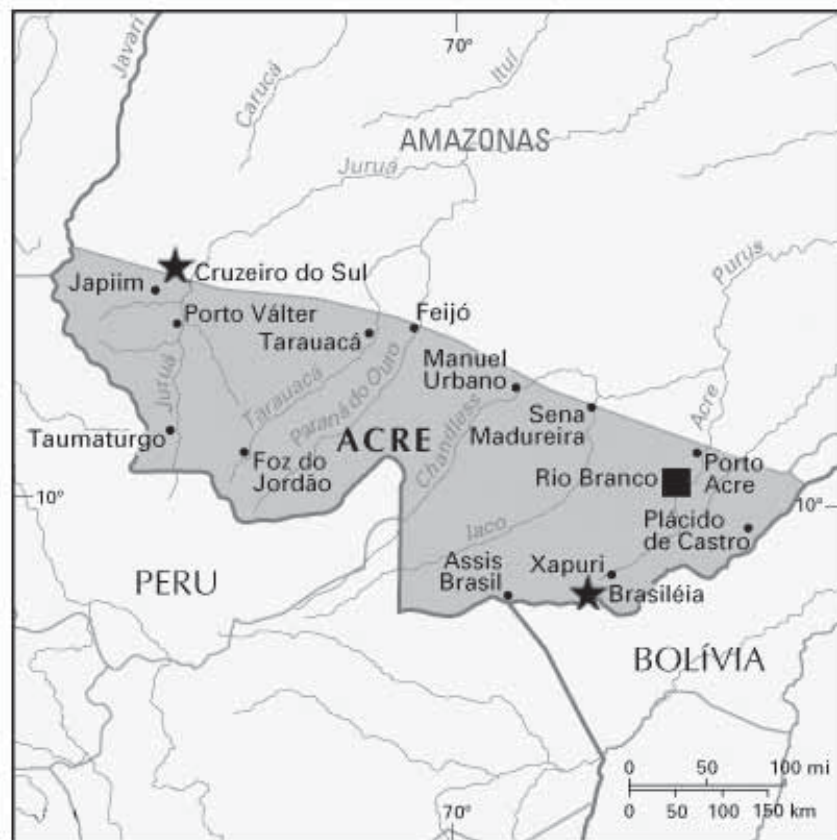 70°
Javari
Carucá
Ituí
AMAZONAS
Juruá
Purus
Cruzeiro do Sul
Japiim
Porto Válter
Feijó
Tarauacá
Manuel
Urbano
Juruá
Tarauacá
Paraná do Ouro
Chandlass
Sena
Madureira
Acre
Taumaturgo
ACRE
Foz do
Jordão
Rio Branco
Porto
Acre
10°
10°
Iaco
Plácido
de Castro
PERU
Assis
Brasil
Xapuri
Brasiléia
BOLÍVIA
0 50 100 mi
0 50 100 150 km
70°